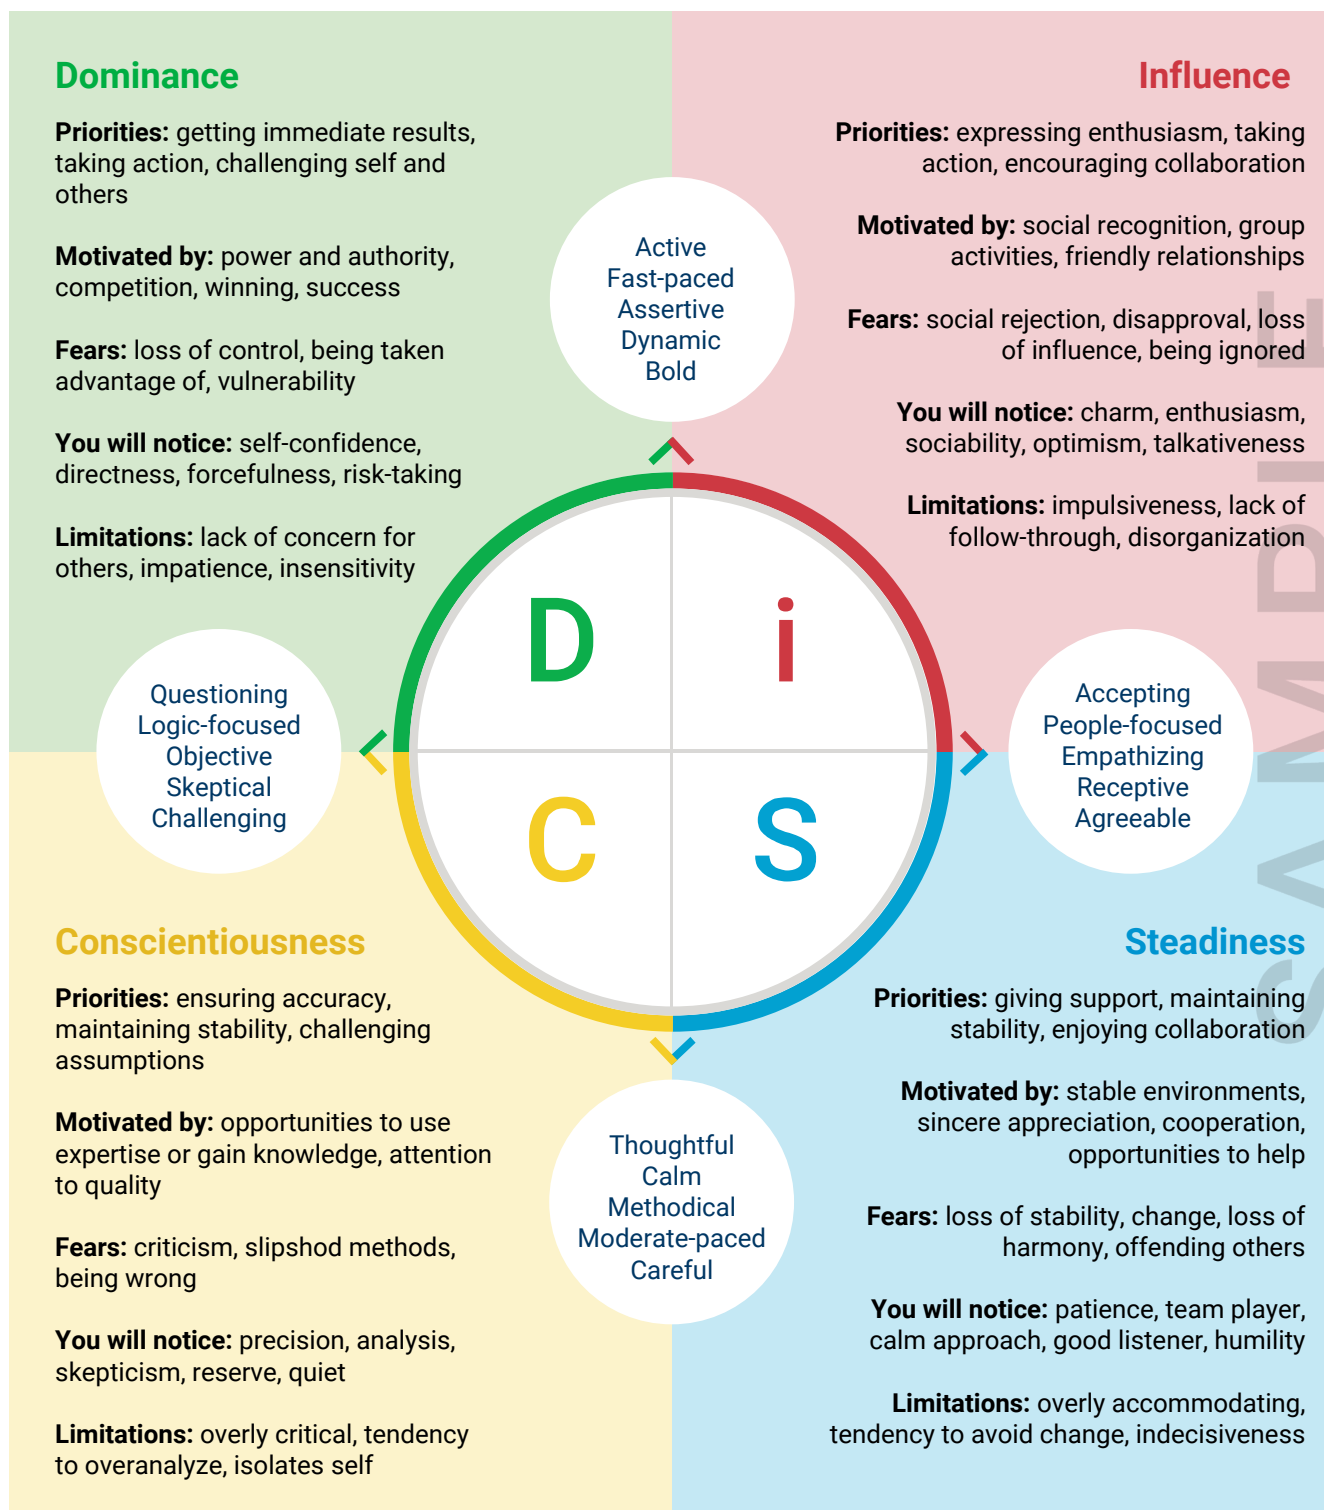 Dominance
Priorities: getting immediate results,
taking action, challenging self and
others
Motivated by: power and authority,
competition, winning, success
Fears: loss of control, being taken
advantage of, vulnerability
You will notice: self-confidence,
directness, forcefulness, risk-taking
Limitations: lack of concern for
others, impatience, insensitivity
Influence
Priorities: expressing enthusiasm, taking
action, encouraging collaboration
Motivated by: social recognition, group
activities, friendly relationships
Fears: social rejection, disapproval, loss
of influence, being ignored
You will notice: charm, enthusiasm,
sociability, optimism, talkativeness
Limitations: impulsiveness, lack of
follow-through, disorganization
Active
Fast-paced
Assertive
Dynamic
Bold
D
i
Questioning
Logic-focused
Objective
Skeptical
Challenging
Accepting
People-focused
Empathizing
Receptive
Agreeable
C
S
Conscientiousness
Priorities: ensuring accuracy,
maintaining stability, challenging
assumptions
Motivated by: opportunities to use
expertise or gain knowledge, attention
to quality
Fears: criticism, slipshod methods,
being wrong
You will notice: precision, analysis,
skepticism, reserve, quiet
Limitations: overly critical, tendency
to overanalyze, isolates self
Thoughtful
Calm
Methodical
Moderate-paced
Careful
Steadiness
Priorities: giving support, maintaining
stability, enjoying collaboration
Motivated by: stable environments,
sincere appreciation, cooperation,
opportunities to help
Fears: loss of stability, change, loss of
harmony, offending others
You will notice: patience, team player,
calm approach, good listener, humility
Limitations: overly accommodating,
tendency to avoid change, indecisiveness
SAMPLE